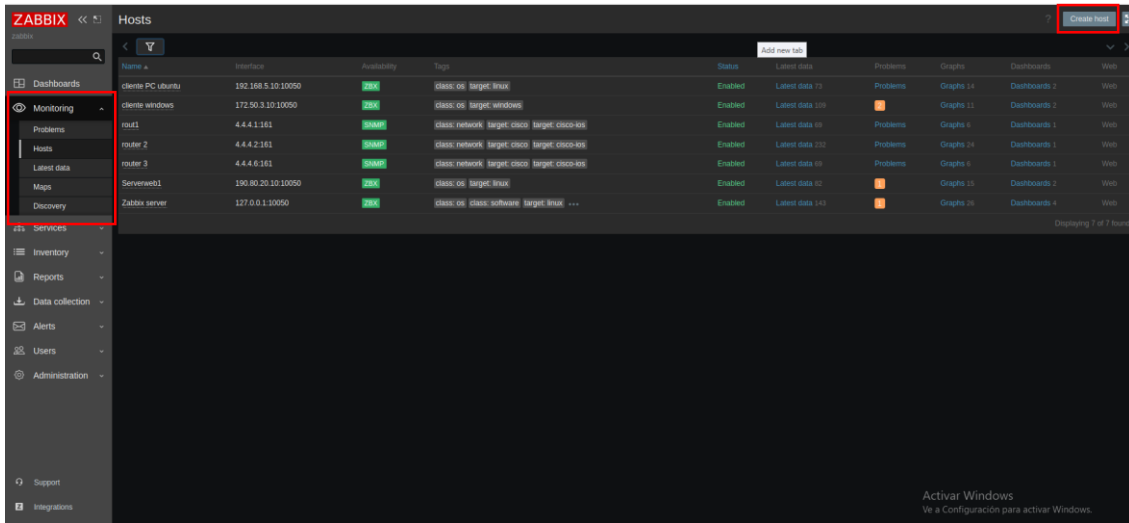 ZABBIX Hosts ? Create host
zabbix
Add new tab
Name Interface Availability Tags Status Latest data Problems Graphs Dashboards Web
Dashboards
cliente PC ubuntu 192.168.5.10:10050 ZBX class: os target: linux Enabled Latest data 73 Problems Graphs 14 Dashboards 2 Web
Monitoring
cliente windows 172.50.3.10:10050 ZBX class: os target: windows Enabled Latest data 109 2 Graphs 11 Dashboards 2 Web
Problems
rout1 4.4.4.1:161 SNMP class: network target: cisco target: cisco-ios Enabled Latest data 69 Problems Graphs 6 Dashboards 1 Web
Hosts
router 2 4.4.4.2:161 SNMP class: network target: cisco target: cisco-ios Enabled Latest data 232 Problems Graphs 24 Dashboards 1 Web
Latest data
router 3 4.4.4.6:161 SNMP class: network target: cisco target: cisco-ios Enabled Latest data 69 Problems Graphs 6 Dashboards 1 Web
Maps
Serverweb1 190.80.20.10:10050 ZBX class: os target: linux Enabled Latest data 82 1 Graphs 15 Dashboards 2 Web
Discovery
Zabbix server 127.0.0.1:10050 ZBX class: os class: software target: linux ... Enabled Latest data 143 1 Graphs 26 Dashboards 4 Web
Services
Displaying 7 of 7 found
Inventory
Reports
Data collection
Alerts
Users
Administration
Support
Integrations
Activar Windows
Ve a Configuración para activar Windows.